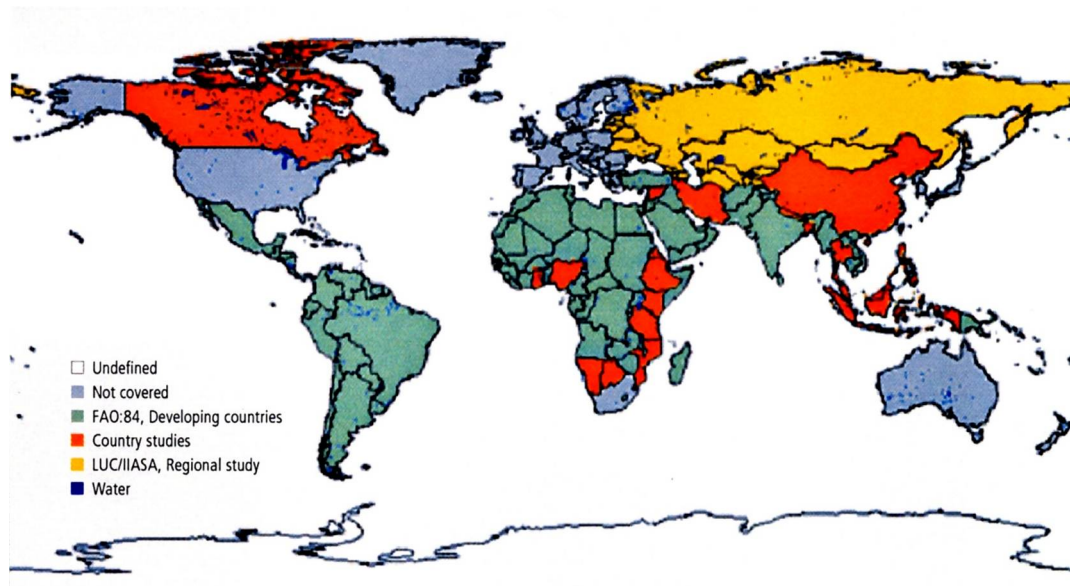 Undefined
Not covered
FAO:84, Developing countries
Country studies
LUC/IIASA, Regional study
Water